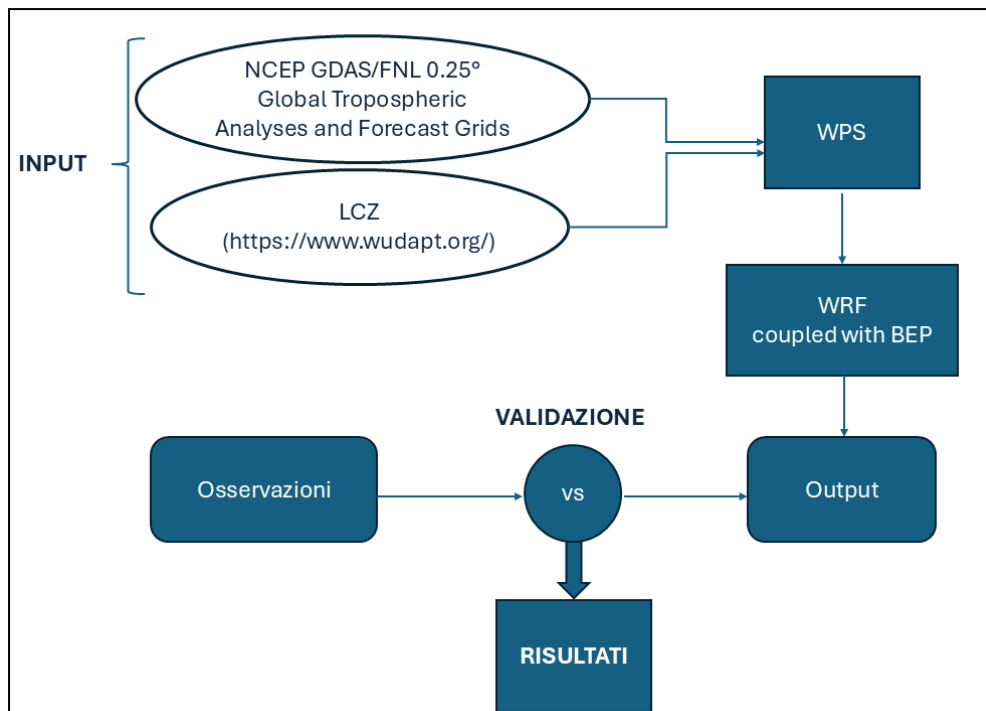 NCEP GDAS/FNL 0.25°
Global Tropospheric
Analyses and Forecast Grids
WPS
INPUT
LCZ
(https://www.wudapt.org/)
WRF
coupled with BEP
VALIDAZIONE
Osservazioni
vs
Output
RISULTATI